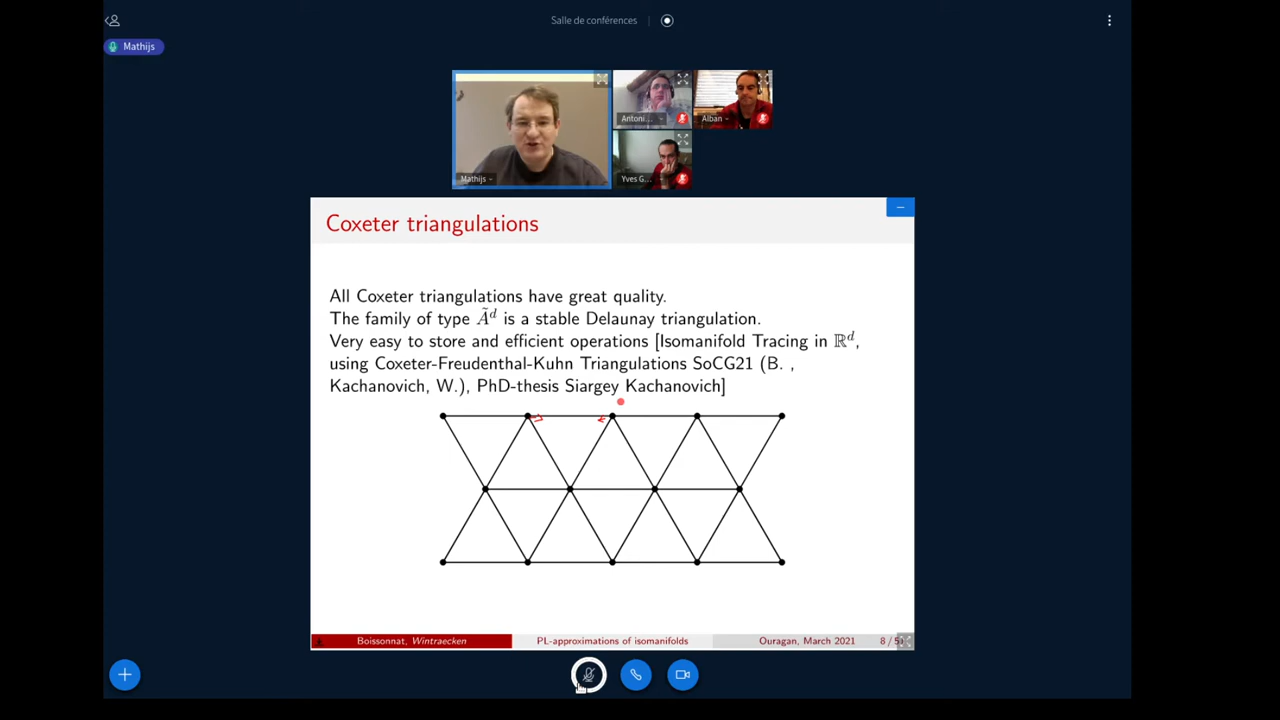 Salle de conférences
Mathijs
Mathijs
Antoni...
Alban
Yves G...
Coxeter triangulations
All Coxeter triangulations have great quality.
The family of type Ã^d is a stable Delaunay triangulation.
Very easy to store and efficient operations [Isomanifold Tracing in ℝ^d,
using Coxeter-Freudenthal-Kuhn Triangulations SoCG21 (B. ,
Kachanovich, W.), PhD-thesis Siargey Kachanovich]
Boissonnat, Wintraecken
PL-approximations of isomanifolds
Ouragan, March 2021